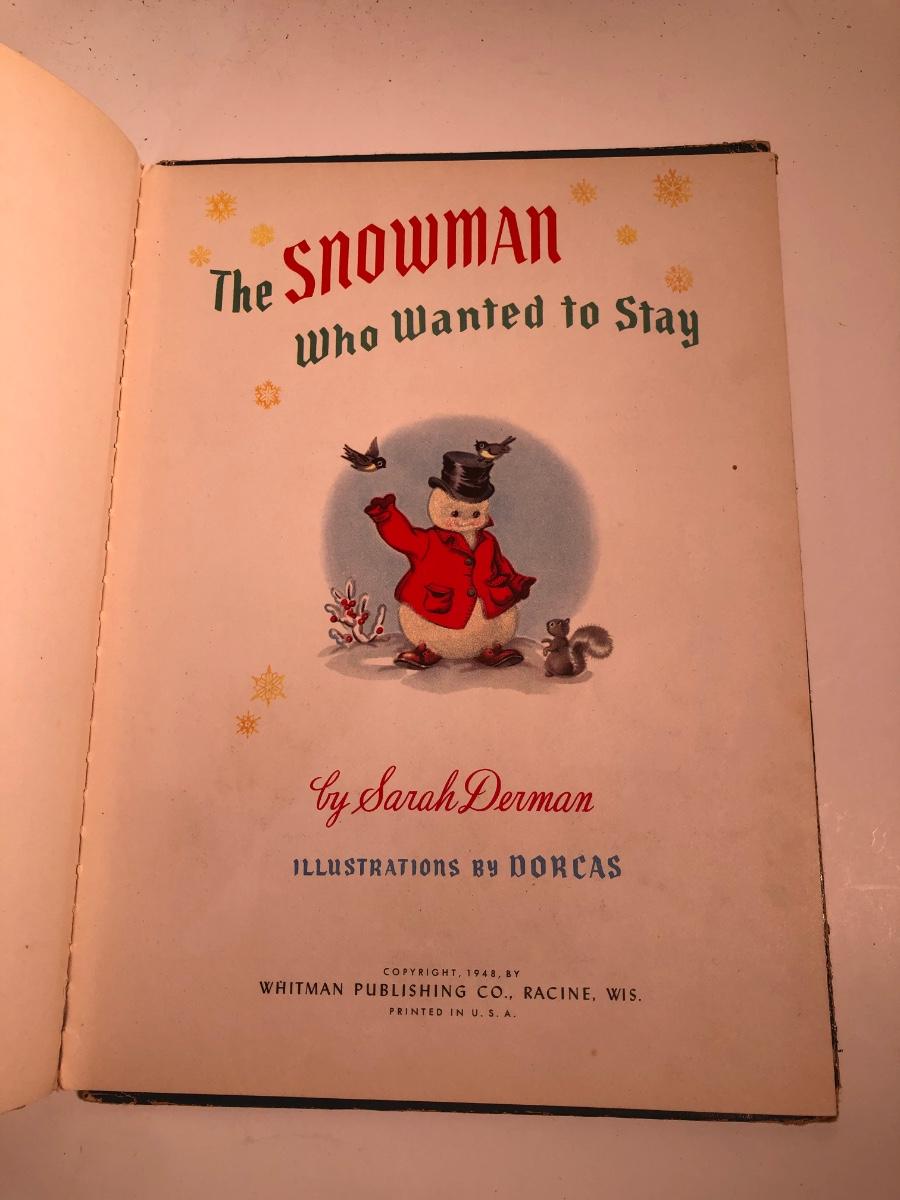 The SNOWMAN
Who Wanted to Stay
by Sarah Derman
ILLUSTRATIONS BY DORCAS
COPYRIGHT, 1948, BY
WHITMAN PUBLISHING CO., RACINE, WIS.
PRINTED IN U. S. A.